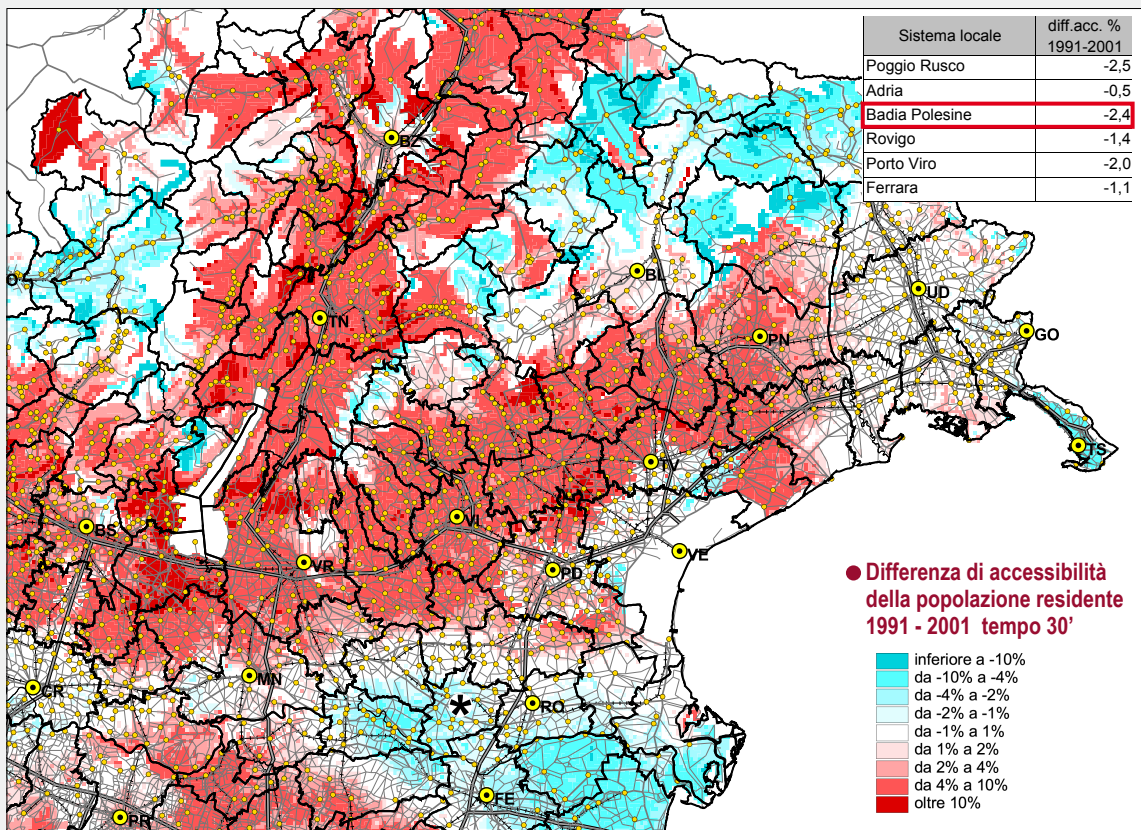 Sistema locale diff.acc. % 1991-2001
Poggio Rusco -2,5
Adria -0,5
Badia Polesine -2,4
Rovigo -1,4
Porto Viro -2,0
Ferrara -1,1
BZ
BL
UD
TN
PN
GO
TS
TV
BS
VI
VR
PD
VE
CR
MN
RO
*
FE
PR
● Differenza di accessibilità
della popolazione residente
1991 - 2001 tempo 30’
inferiore a -10%
da -10% a -4%
da -4% a -2%
da -2% a -1%
da -1% a 1%
da 1% a 2%
da 2% a 4%
da 4% a 10%
oltre 10%